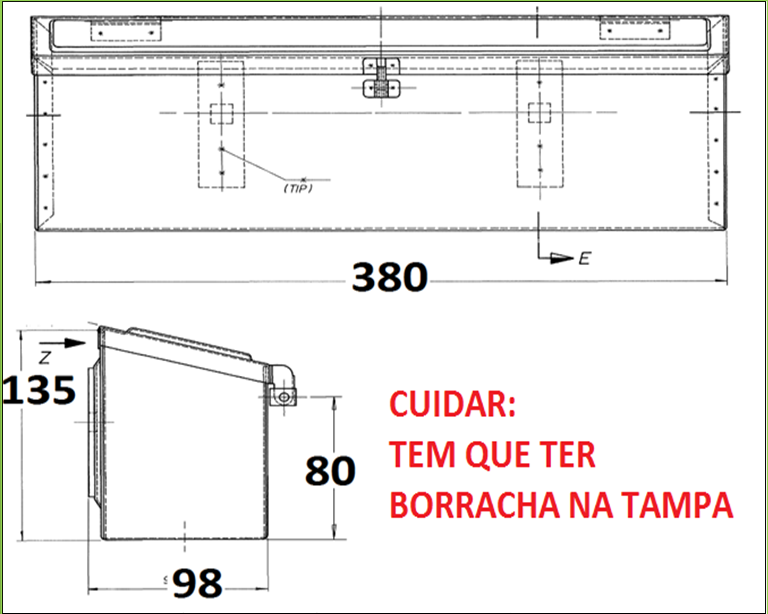 (TIP)
E
380
Z
135
80
98
CUIDAR:
TEM QUE TER
BORRACHA NA TAMPA